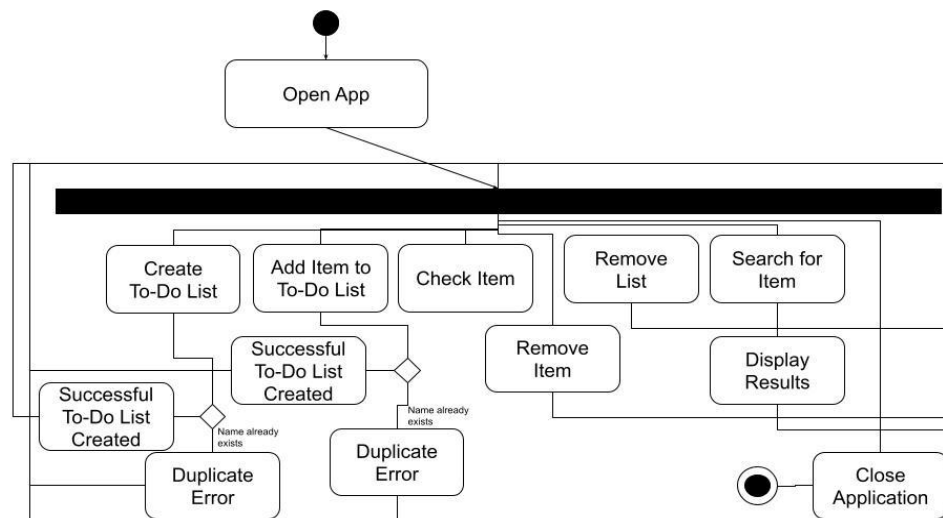 Open App
Create
To-Do List
Add Item to
To-Do List
Check Item
Remove
List
Search for
Item
Successful
To-Do List
Created
Remove
Item
Display
Results
Successful
To-Do List
Created
Name already
exists
Name already
exists
Duplicate
Error
Duplicate
Error
Close
Application